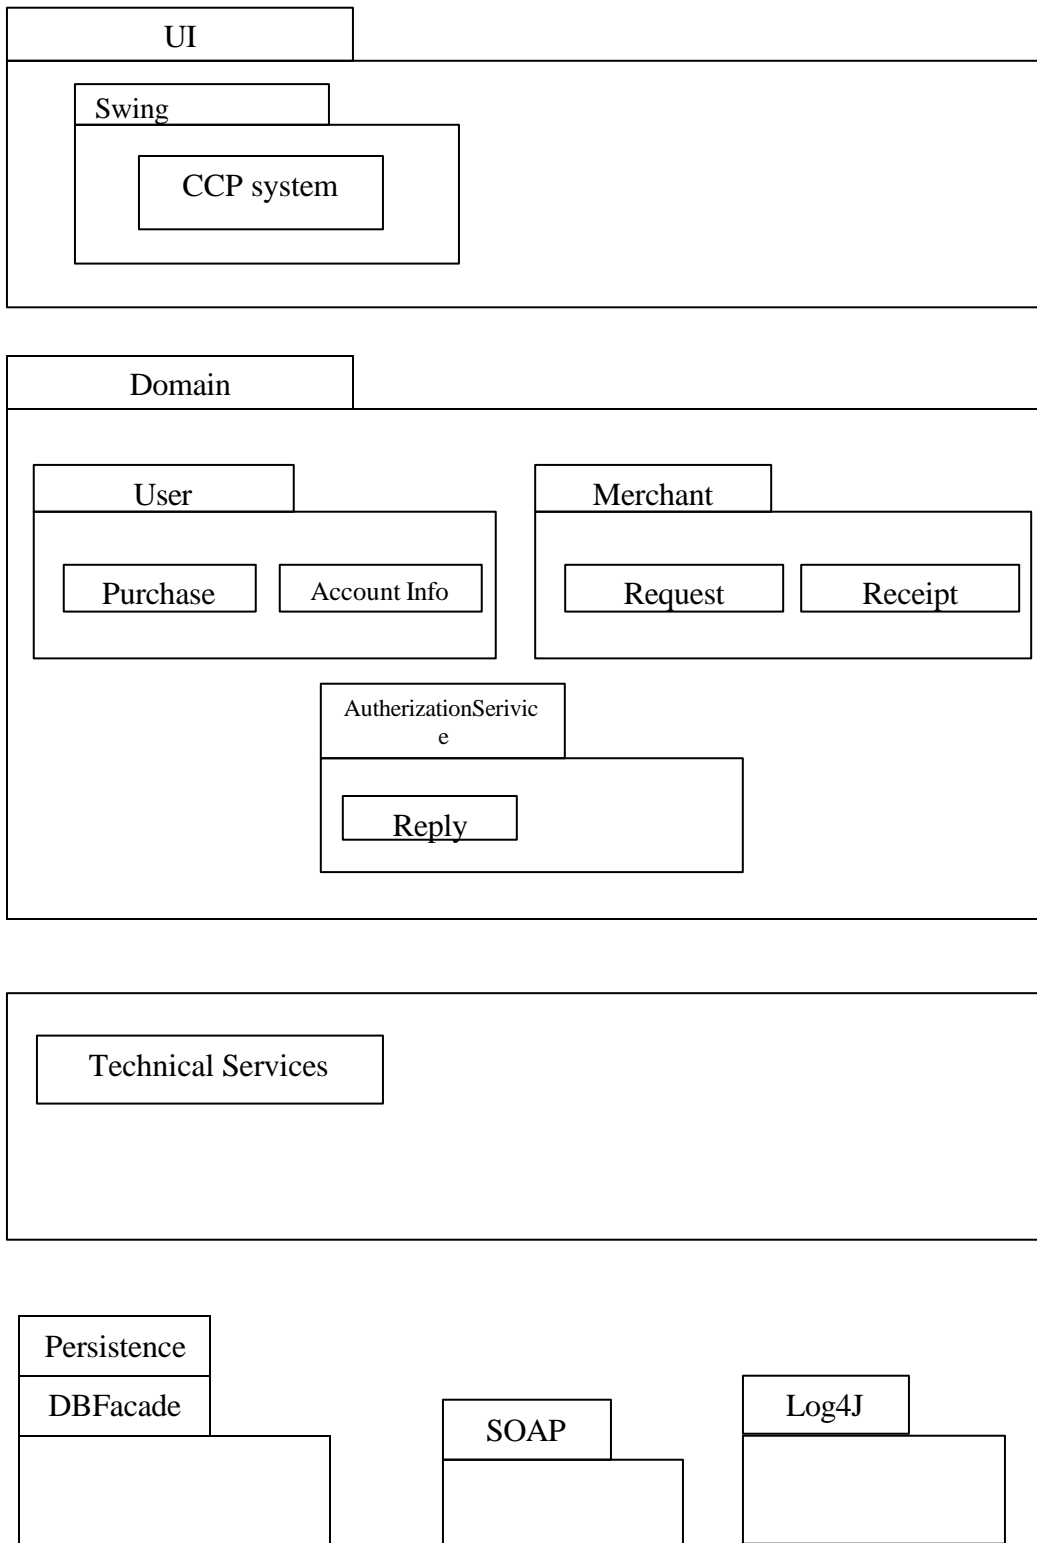 UI
Swing
CCP system
Domain
User
Merchant
Purchase
Account Info
Request
Receipt
AutherizationSerivic
e
Reply
Technical Services
Persistence
DBFacade
SOAP
Log4J